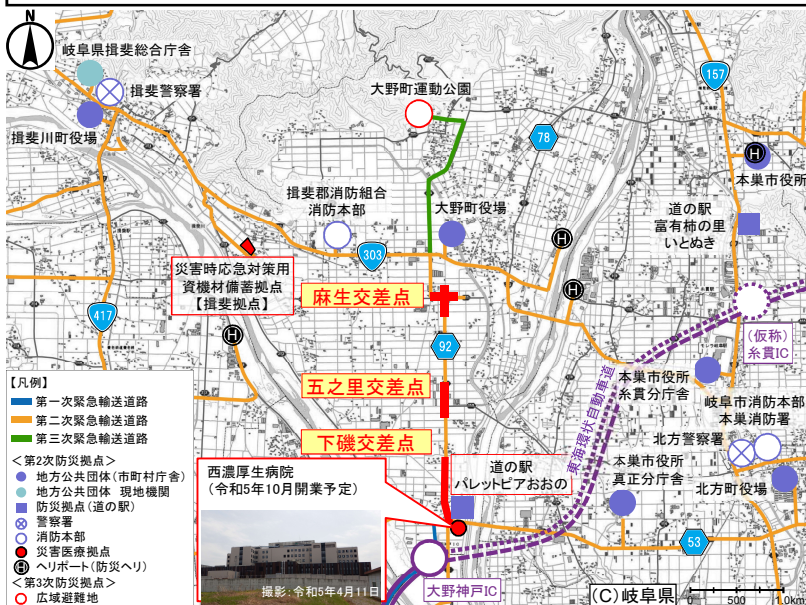 N
岐阜県揖斐総合庁舎
揖斐警察署
揖斐川町役場
大野町運動公園
157
78
H
本巣市役所
揖斐郡消防組合
消防本部
大野町役場
道の駅
富有柿の里
いとぬき
303
H
災害時応急対策用
資機材備蓄拠点
【揖斐拠点】
H
麻生交差点
417
H
92
(仮称)
糸貫IC
東海環状自動車道
【凡例】
第一次緊急輸送道路
第二次緊急輸送道路
第三次緊急輸送道路
五之里交差点
本巣市役所
糸貫分庁舎
岐阜市消防本部
本巣消防署
下磯交差点
北方警察署
<第2次防災拠点>
地方公共団体(市町村庁舎)
地方公共団体 現地機関
防災拠点(道の駅)
警察署
消防本部
災害医療拠点
H ヘリポート(防災ヘリ)
<第3次防災拠点>
広域避難地
西濃厚生病院
(令和5年10月開業予定)
撮影:令和5年4月11日
道の駅
パレットピアおおの
本巣市役所
真正分庁舎
北方町役場
53
大野神戸IC
(C)岐阜県
0 500 1.0km